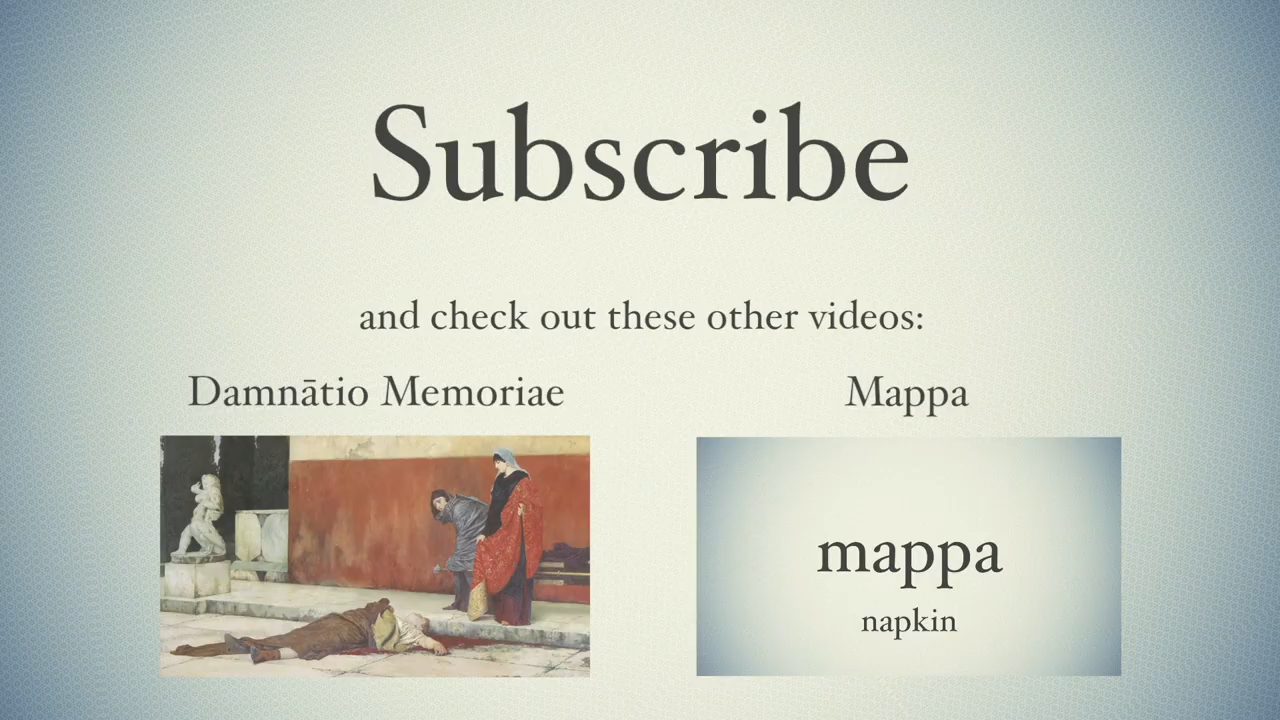 Subscribe
and check out these other videos:
Damnātio Memoriae
Mappa
mappa
napkin